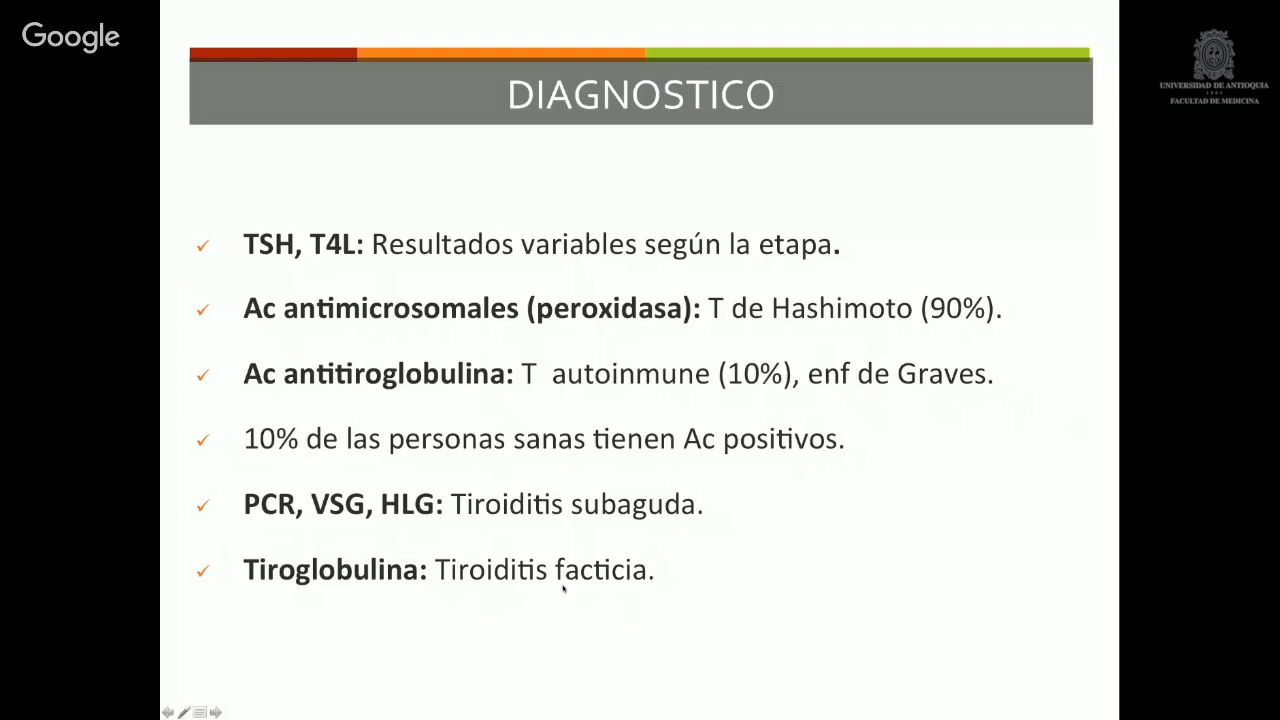 Google
UNIVERSIDAD DE ANTIOQUIA
1803
FACULTAD DE MEDICINA
DIAGNOSTICO
TSH, T4L: Resultados variables según la etapa.
Ac antimicrosomales (peroxidasa): T de Hashimoto (90%).
Ac antitiroglobulina: T autoinmune (10%), enf de Graves.
10% de las personas sanas tienen Ac positivos.
PCR, VSG, HLG: Tiroiditis subaguda.
Tiroglobulina: Tiroiditis facticia.